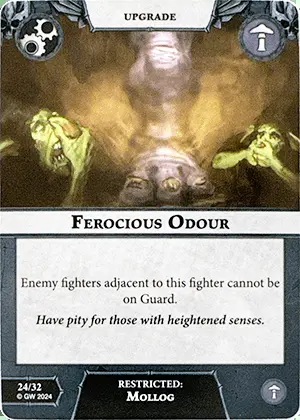 UPGRADE
FEROCIOUS ODOUR
Enemy fighters adjacent to this fighter cannot be
on Guard.
Have pity for those with heightened senses.
24/32
© GW 2024
RESTRICTED:
MOLLOG